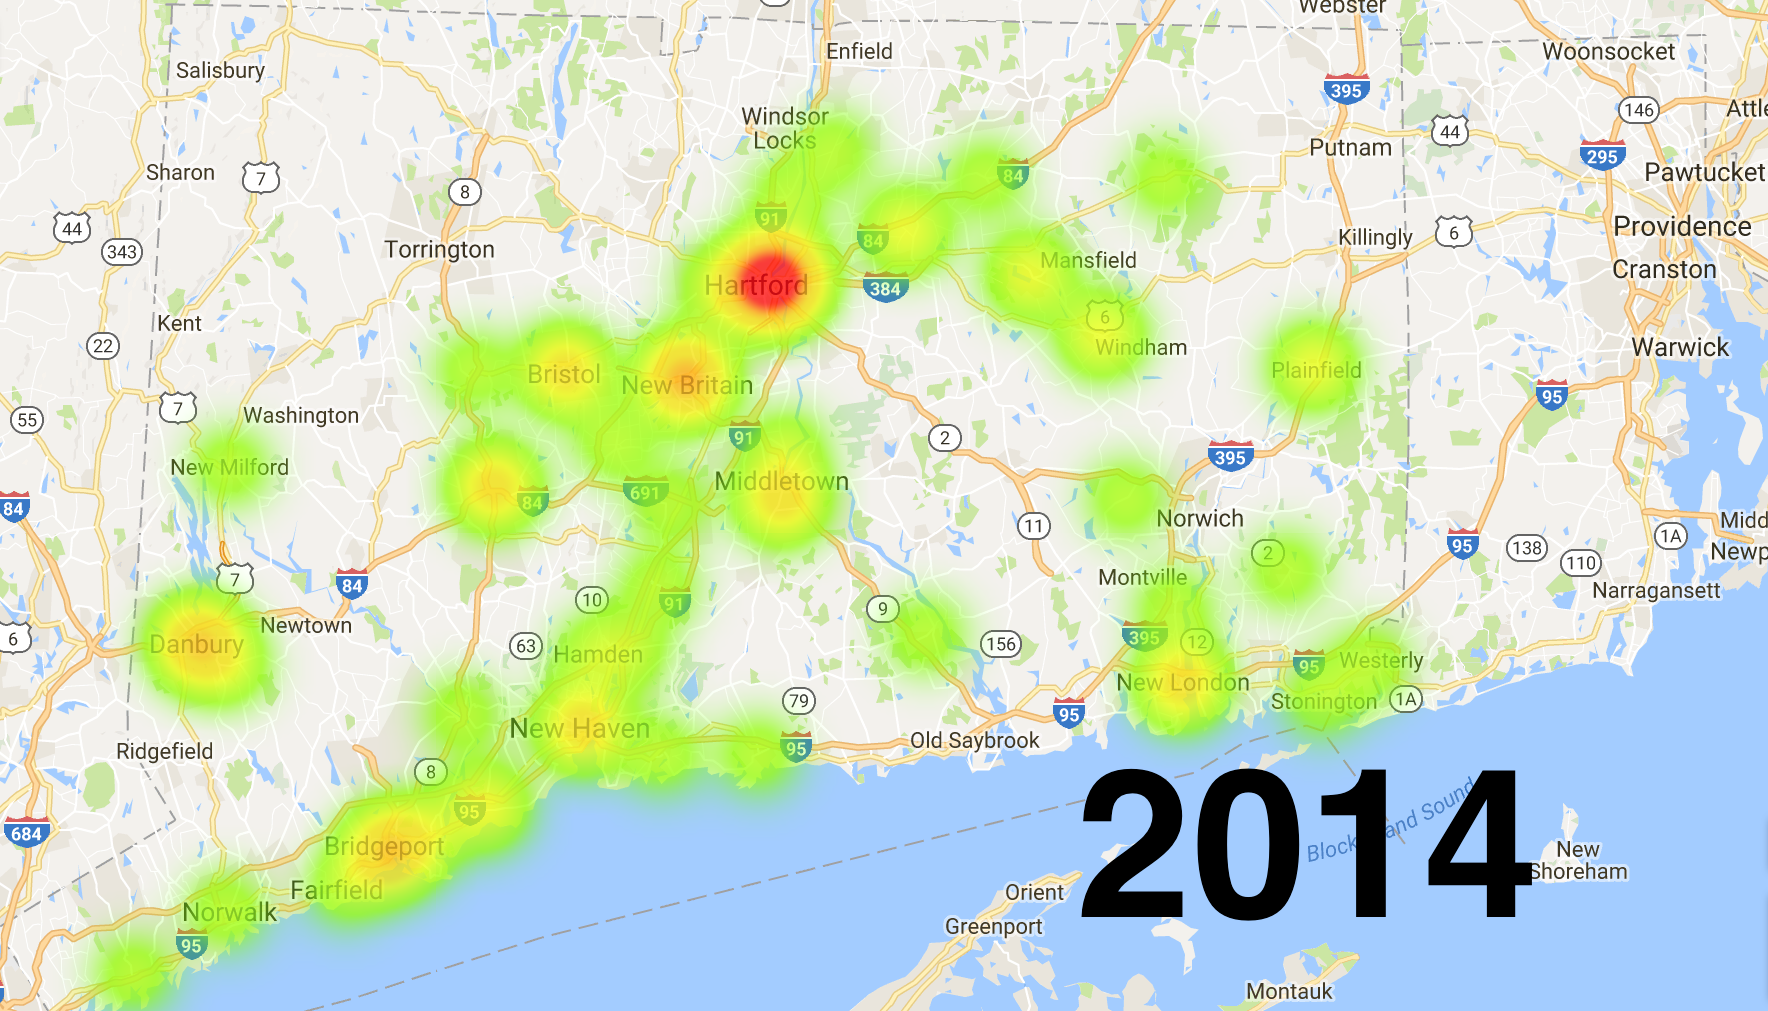 Webster
Enfield
Woonsocket
Salisbury
395
146
Attle
Windsor
Locks
44
Putnam
295
Sharon
7
84
Pawtucket
8
91
44
343
Torrington
84
Killingly
6
Providence
Mansfield
Cranston
Hartford
384
Kent
6
22
Windham
Warwick
Bristol
New Britain
Plainfield
95
7
Washington
55
91
2
395
New Milford
Middletown
84
84
691
11
Norwich
Midd
1A
Newp
95
138
2
110
7
84
Montville
Narragansett
10
91
9
6
Newtown
395
12
Danbury
63
Hamden
156
95
Westerly
New London
Stonington
1A
79
95
New Haven
Ridgefield
95
Old Saybrook
8
2014
95
684
Block
and Sound
Bridgeport
New
Shoreham
Fairfield
Orient
Norwalk
Greenport
95
Montauk